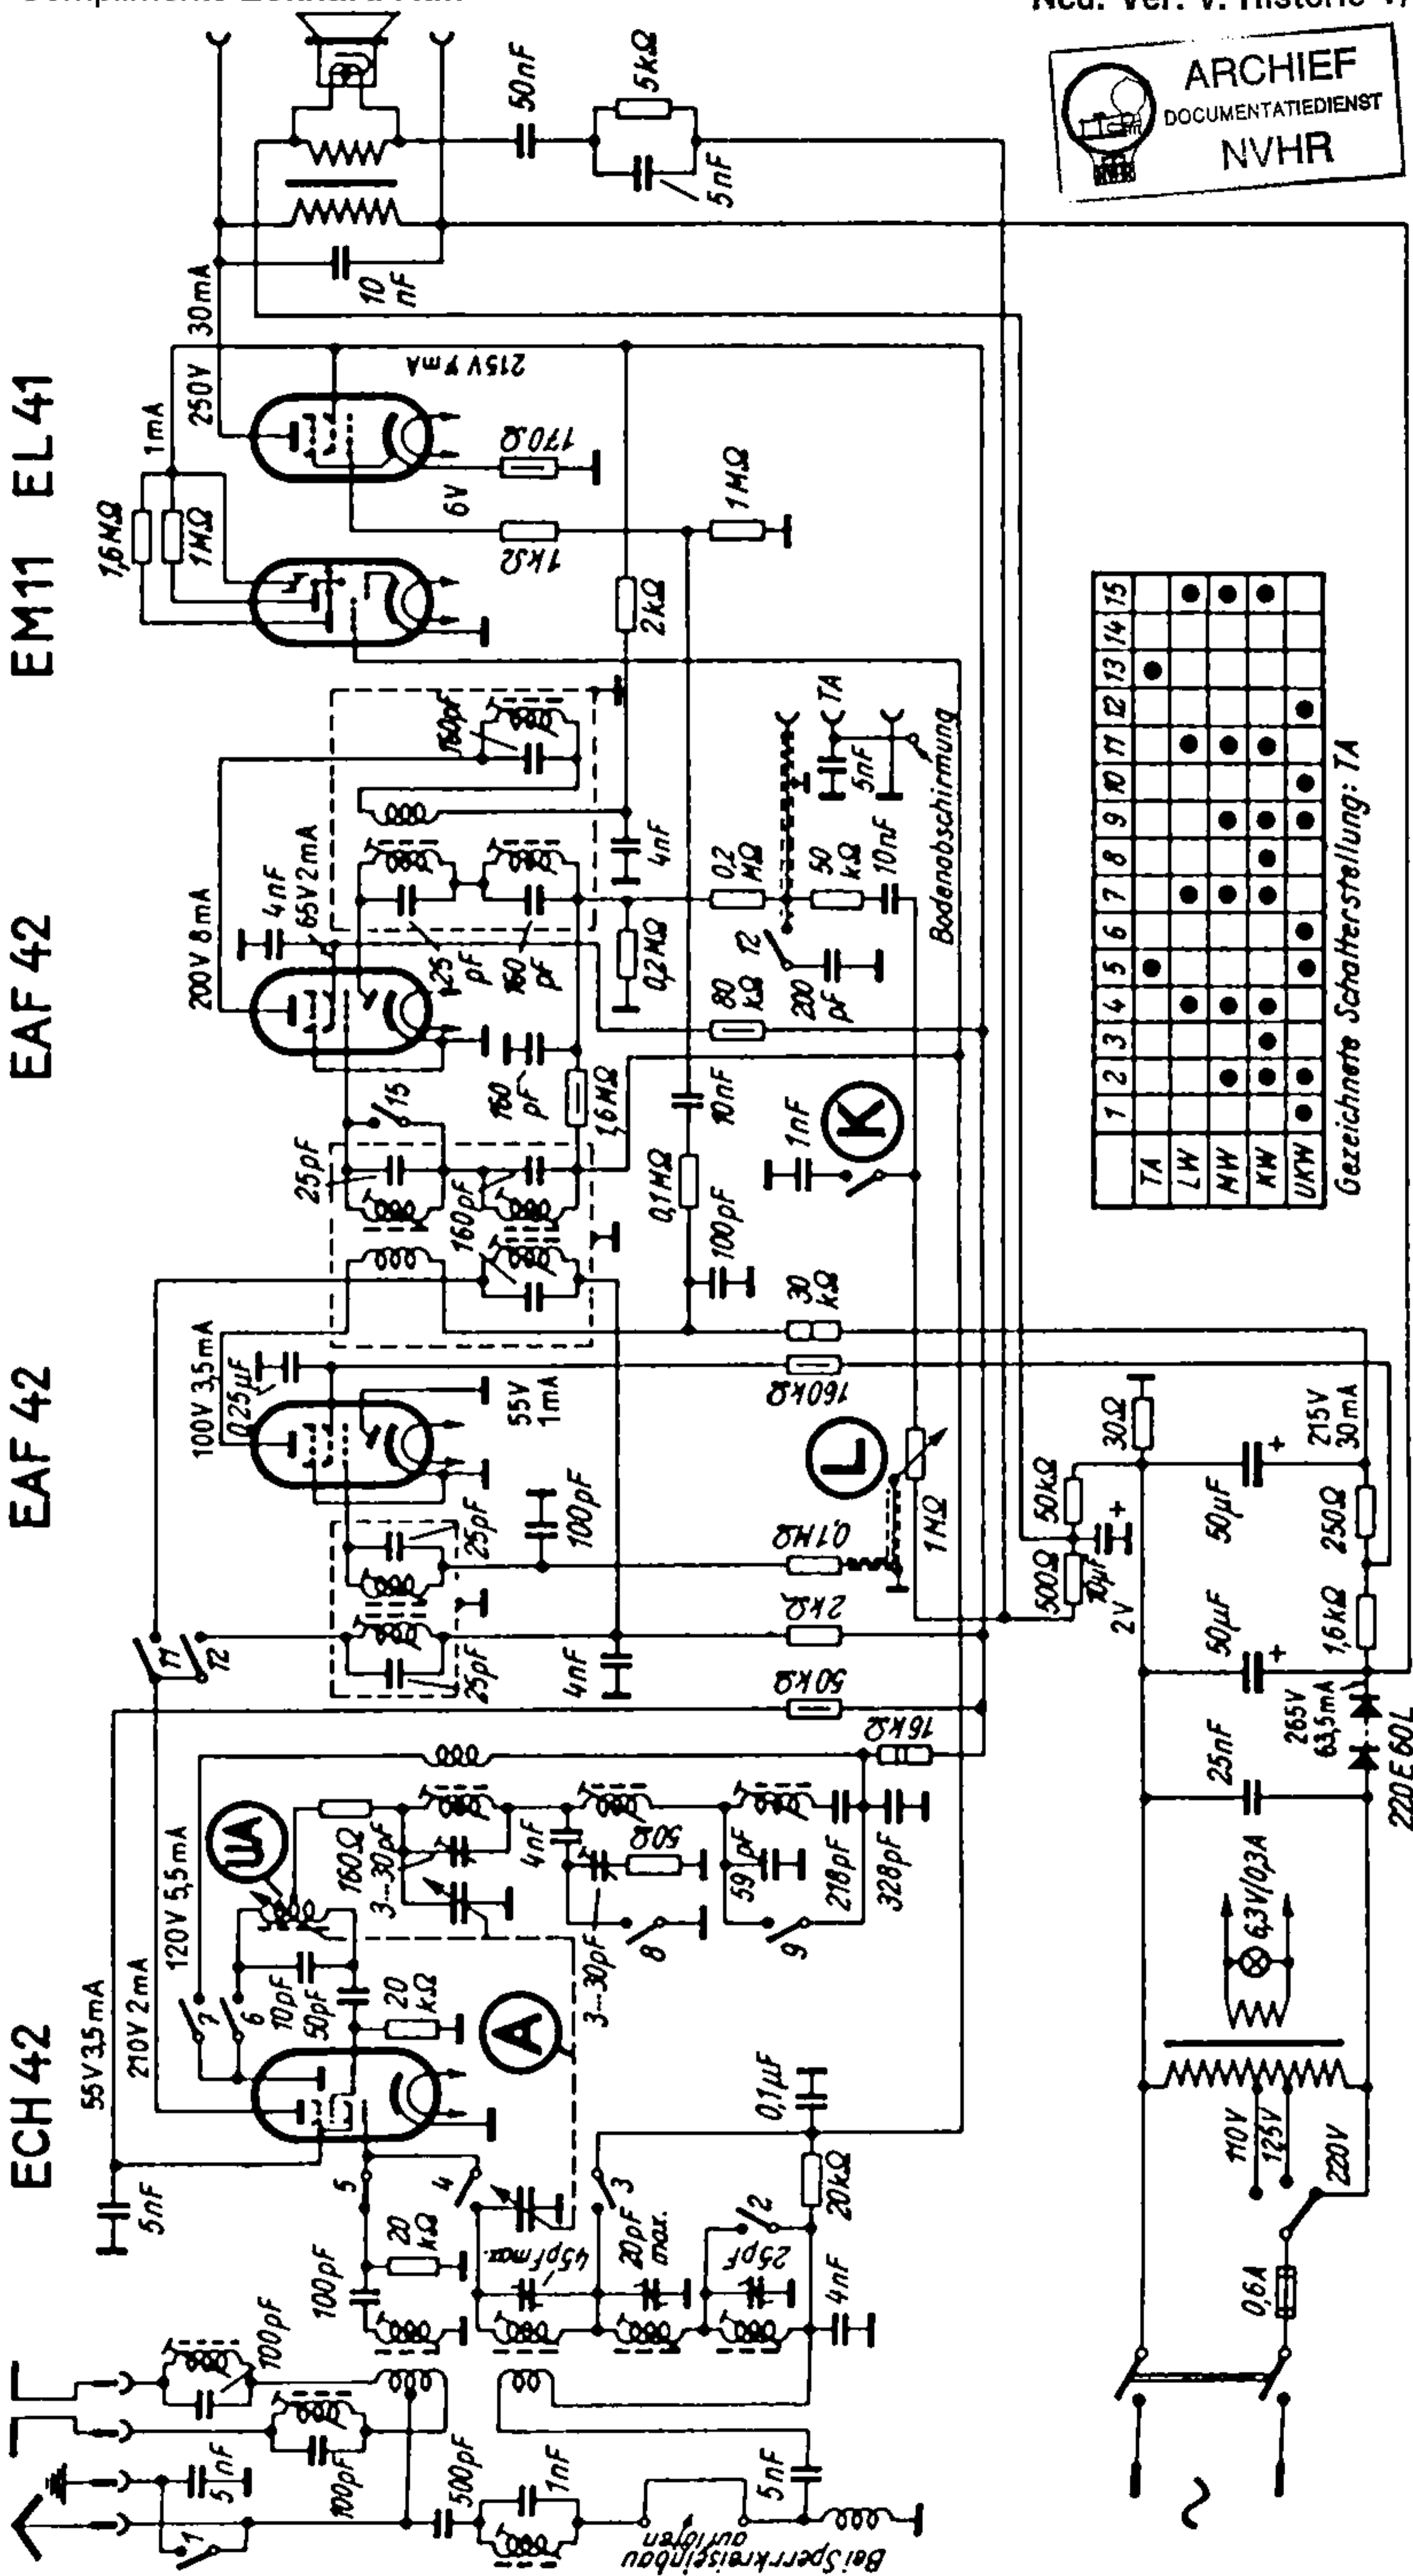 ARCHIEF
DOCUMENTATIEDIENST
NVHR
ECH 42
EAF 42
EAF 42
EM11 EL41
55V 3,5mA
210V 2mA
120V 5,5mA
100V 3,5mA
0,25µF
200V 8mA
4nF
65V 2mA
1,6MΩ
1MΩ
1mA
250V 30mA
10
nF
50nF
5kΩ
5nF
215V 7mA
6V
170Ω
1kΩ
1MΩ
2kΩ
5nF
7
6
UA
10pF
50pF
20
kΩ
160Ω
3...30pF
4nF
50Ω
3...30pF
59pF
218pF
328pF
8
9
16kΩ
A
5
4
3
2
100pF
20
kΩ
45pF max.
20pF
max.
25pF
4nF
20kΩ
0,1µF
100pF
100pF
5nF
1
500pF
1nF
5nF
Bei Sperrkreiseinbau
auflöten
11
12
25pF
25pF
4nF
100pF
55V
1mA
50kΩ
2kΩ
0,1MΩ
L
1MΩ
160kΩ
30
kΩ
25pF
160pF
15
160
pF
1,6MΩ
0,1MΩ
10nF
100pF
1nF
K
25
pF
160
pF
160pF
4nF
0,2MΩ
0,2
MΩ
80
kΩ
12
200
pF
50
kΩ
10nF
5nF
TA
Bodenabschirmung
500Ω
50kΩ
10µF
2V
30Ω
50µF
50µF
25nF
215V
30mA
250Ω
1,6kΩ
265V
63,5mA
220E60L
6,3V/0,3A
110V
125V
220V
0,6A
~
1 2 3 4 5 6 7 8 9 10 11 12 13 14 15
TA
LW
MW
KW
UKW
Gezeichnete Schalterstellung: TA